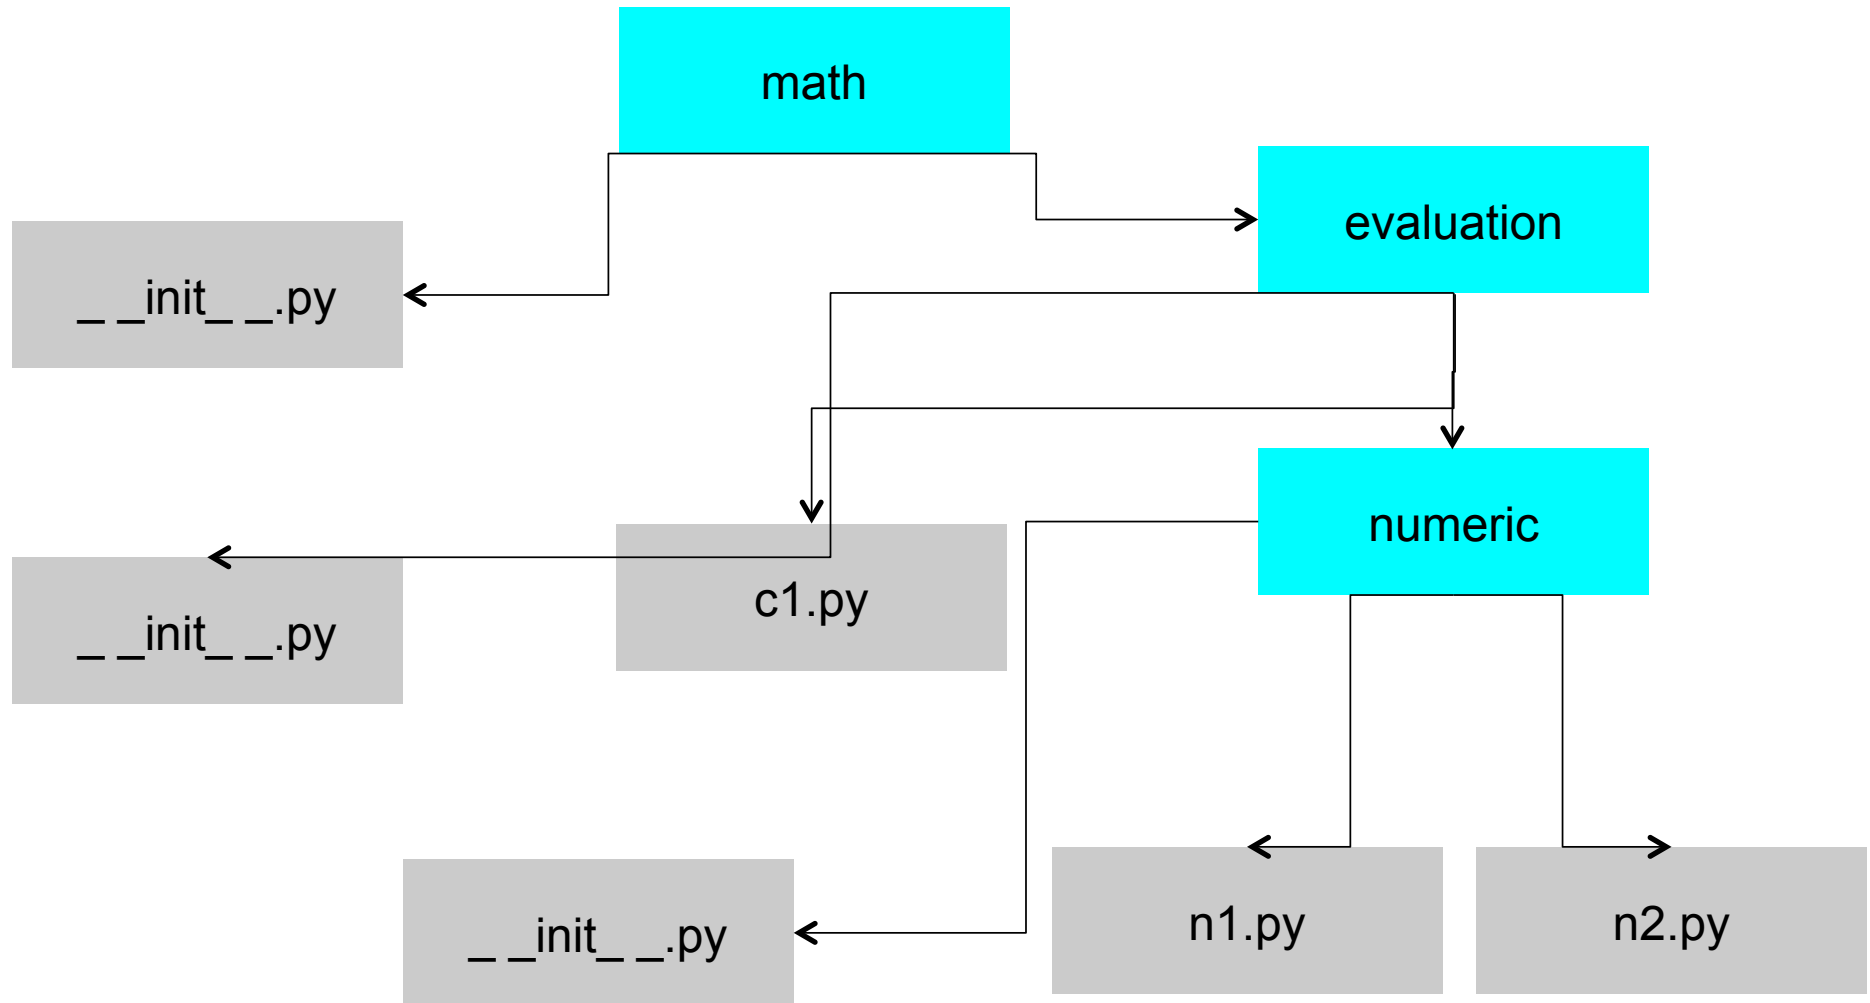 math
evaluation
_ _init_ _.py
numeric
_ _init_ _.py
c1.py
_ _init_ _.py
n1.py
n2.py